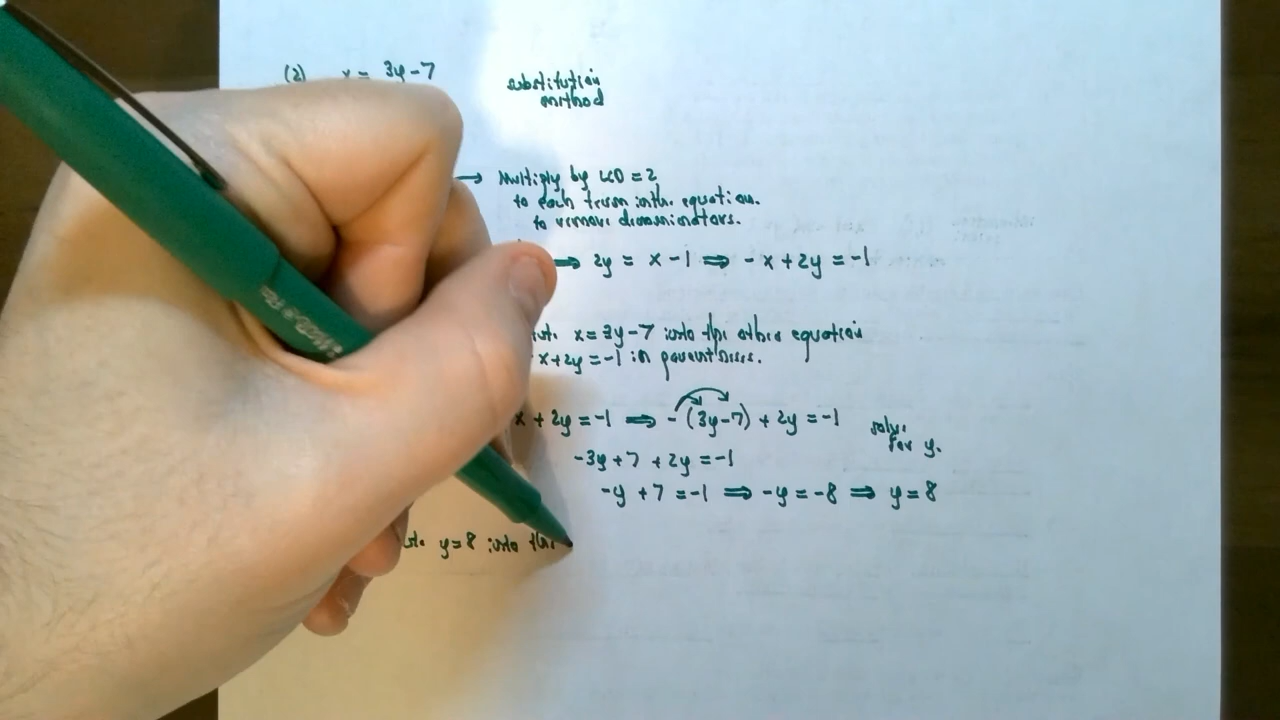 (2) x = 3y-7
substitution
method
→ Multiply by LCD = 2
to each term in the equation.
to remove denominators.
⇒ 2y = x-1 ⇒ -x+2y=-1
x=3y-7 into the other equation
x+2y=-1 in parentheses.
x+2y=-1 ⇒ -(3y-7)+2y=-1 solve
for y.
-3y+7+2y=-1
-y+7=-1 ⇒ -y=-8 ⇒ y=8
y=8 into the